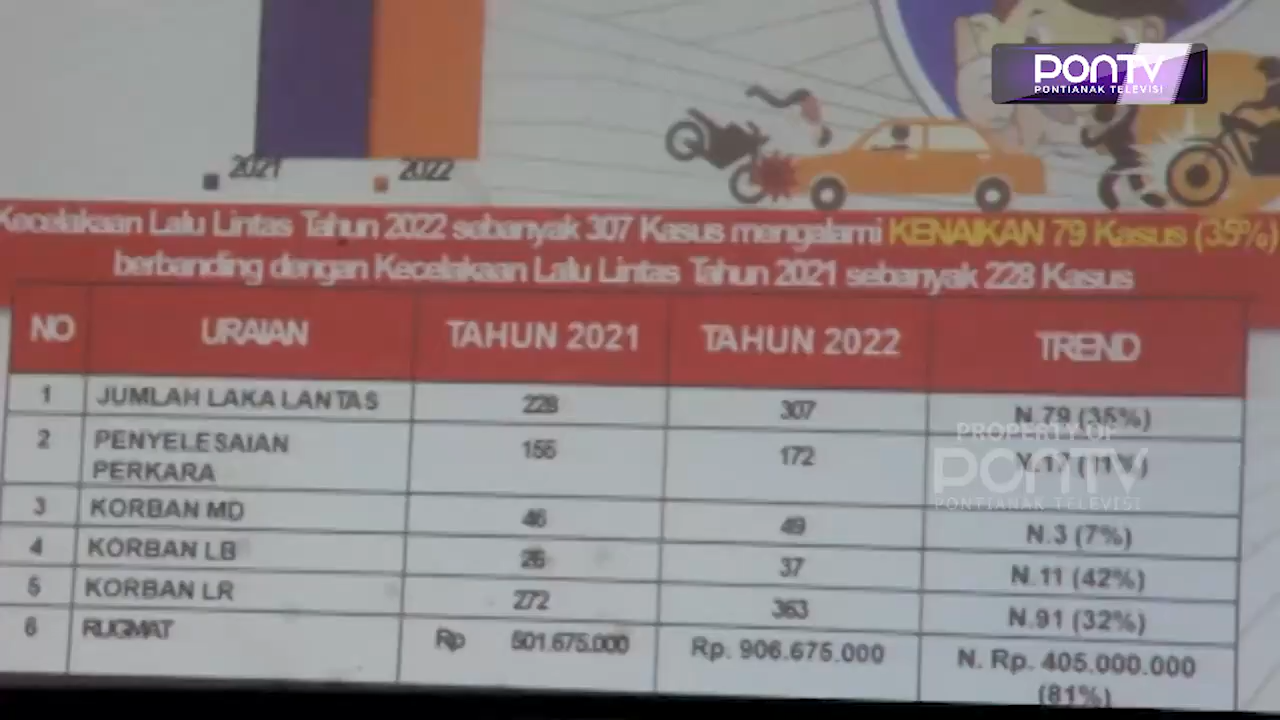 PONTV
PONTIANAK TELEVISI
2021 2022
Kecelakaan Lalu Lintas Tahun 2022 sebanyak 307 Kasus mengalami KENAIKAN 79 Kasus (35%)
berbanding dengan Kecelakaan Lalu Lintas Tahun 2021 sebanyak 228 Kasus
NO URAIAN TAHUN 2021 TAHUN 2022 TREND
1 JUMLAH LAKA LANTAS 228 307 N.79 (35%)
2 PENYELESAIAN PERKARA 155 172 (11%)
PROPERTY OF
PONTV
PONTIANAK TELEVISI
3 KORBAN MD 46 49 N.3 (7%)
4 KORBAN LB 26 37 N.11 (42%)
5 KORBAN LR 272 363 N.91 (32%)
6 RUGMAT Rp 501.675.000 Rp. 906.675.000 N. Rp. 405.000.000
(81%)